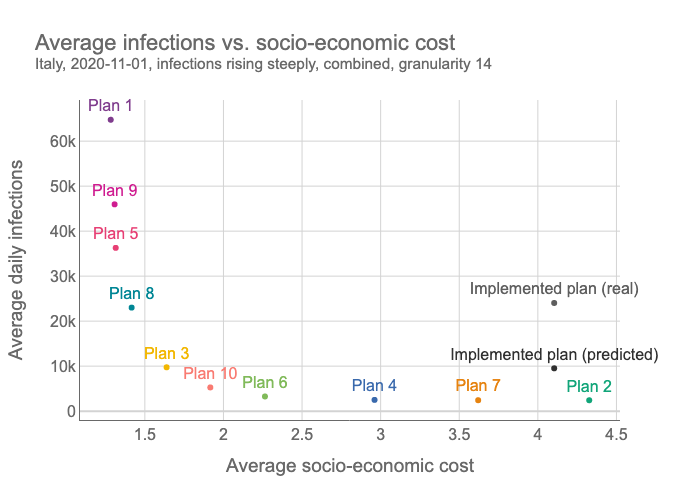 Average infections vs. socio-economic cost
Italy, 2020-11-01, infections rising steeply, combined, granularity 14
Plan 1
60k
Plan 9
50k
Plan 5
40k
30k
Plan 8
Implemented plan (real)
20k
Plan 3
Implemented plan (predicted)
10k
Plan 10
Plan 6
Plan 4
Plan 7
Plan 2
0
1.5
2
2.5
3
3.5
4
4.5
Average socio-economic cost
Average daily infections